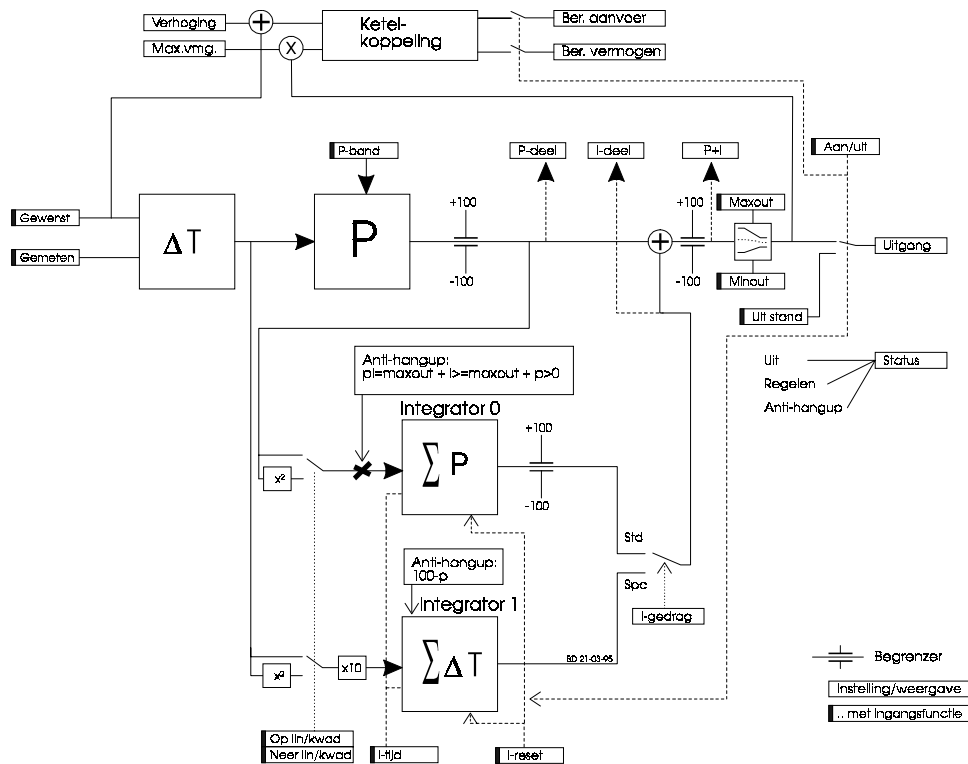 Verhoging
Max.vmg.
+
X
Ketel-
koppeling
Ber. aanvoer
Ber. vermogen
P-band
P-deel
I-deel
P+I
Aan/uit
Gewenst
Gemeten
ΔT
P
+100
-100
+
+100
-100
Maxout
Minout
Uitgang
Uit stand
Anti-hangup:
pi=maxout + i>=maxout + p>0
Uit
Regelen
Anti-hangup
Status
Integrator 0
∑ P
+100
-100
x²
Std
Spc
I-gedrag
Anti-hangup:
100-p
Integrator 1
∑ ΔT
x²
x10
BD 21-03-95
Begrenzer
Instelling/weergave
.. met ingangsfunctie
Op lin/kwad
Neer lin/kwad
I-tijd
I-reset